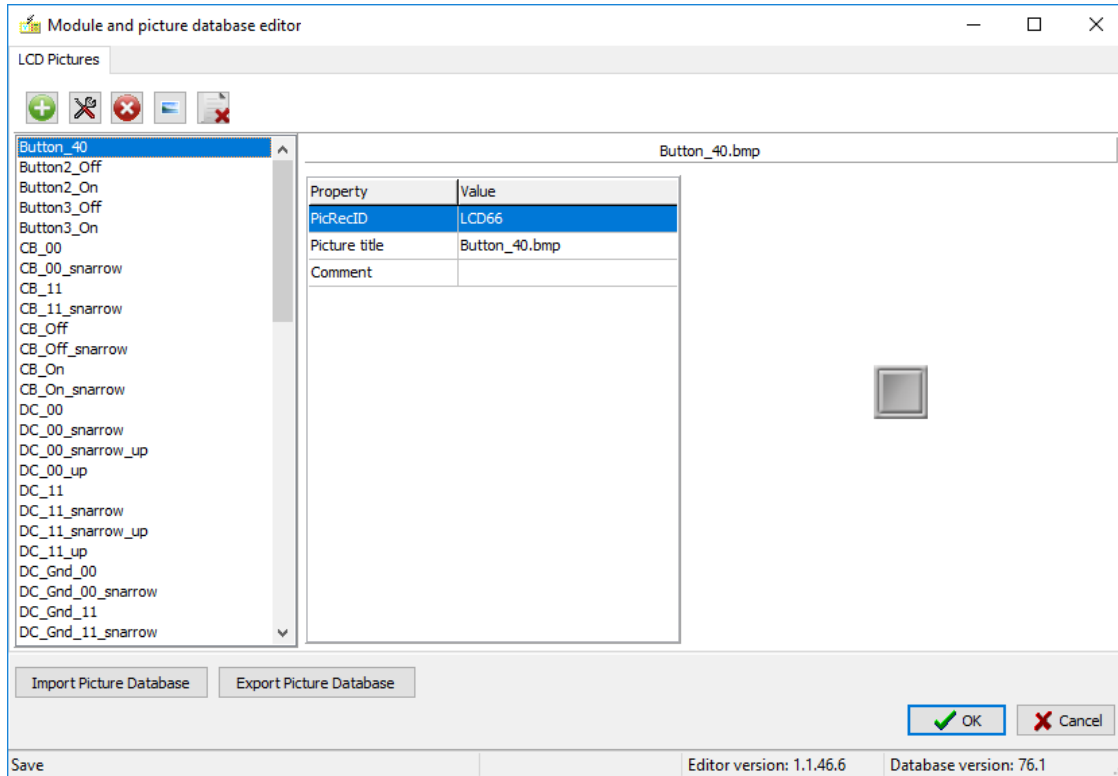 Module and picture database editor
LCD Pictures
Button_40
Button2_Off
Button2_On
Button3_Off
Button3_On
CB_00
CB_00_snarrow
CB_11
CB_11_snarrow
CB_Off
CB_Off_snarrow
CB_On
CB_On_snarrow
DC_00
DC_00_snarrow
DC_00_snarrow_up
DC_00_up
DC_11
DC_11_snarrow
DC_11_snarrow_up
DC_11_up
DC_Gnd_00
DC_Gnd_00_snarrow
DC_Gnd_11
DC_Gnd_11_snarrow
Button_40.bmp
Property Value
PicRecID LCD66
Picture title Button_40.bmp
Comment
Import Picture Database Export Picture Database
OK Cancel
Save Editor version: 1.1.46.6 Database version: 76.1